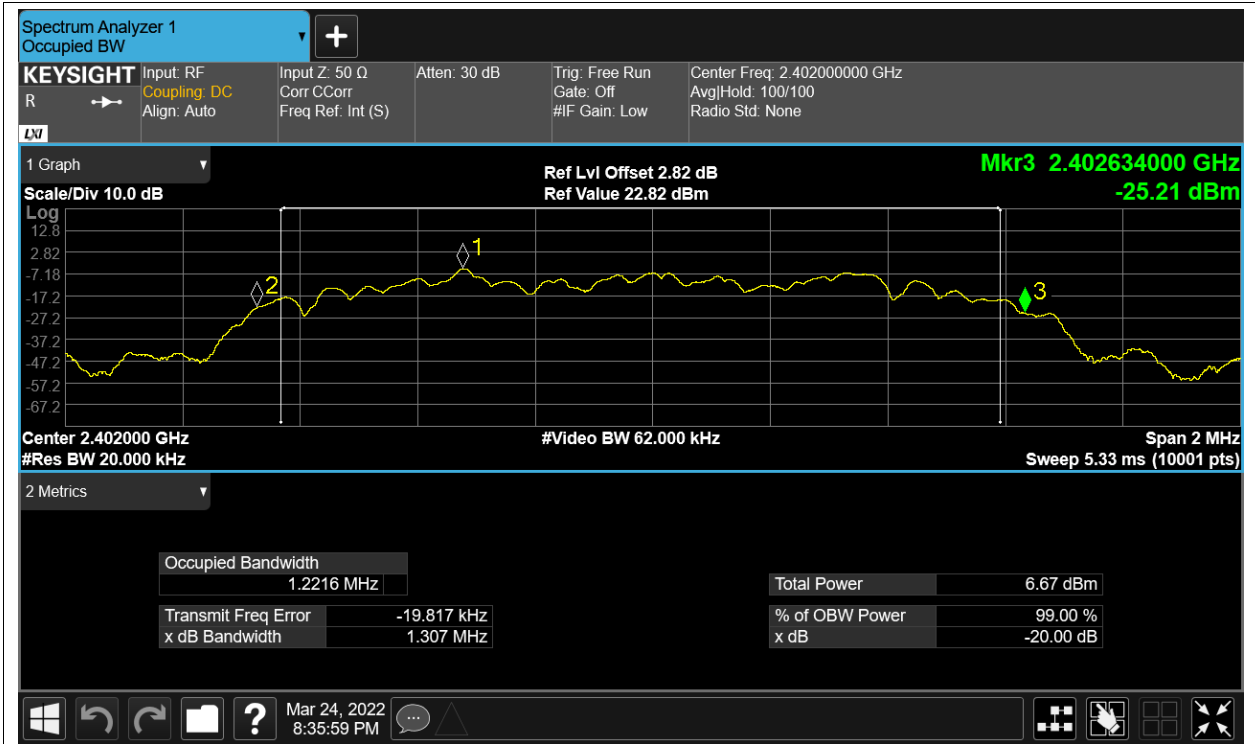 Spectrum Analyzer 1
Occupied BW
KEYSIGHT
R
LXI
Input: RF
Coupling: DC
Align: Auto
Input Z: 50 Ω
Corr CCorr
Freq Ref: Int (S)
Atten: 30 dB
Trig: Free Run
Gate: Off
#IF Gain: Low
Center Freq: 2.402000000 GHz
Avg|Hold: 100/100
Radio Std: None
1 Graph
Scale/Div 10.0 dB
Ref Lvl Offset 2.82 dB
Ref Value 22.82 dBm
Mkr3 2.402634000 GHz
-25.21 dBm
Log
12.8
2.82
-7.18
-17.2
-27.2
-37.2
-47.2
-57.2
-67.2
1
2
3
Center 2.402000 GHz
#Video BW 62.000 kHz
Span 2 MHz
#Res BW 20.000 kHz
Sweep 5.33 ms (10001 pts)
2 Metrics
Occupied Bandwidth
1.2216 MHz
Transmit Freq Error -19.817 kHz
x dB Bandwidth 1.307 MHz
Total Power 6.67 dBm
% of OBW Power 99.00 %
x dB -20.00 dB
?
Mar 24, 2022
8:35:59 PM